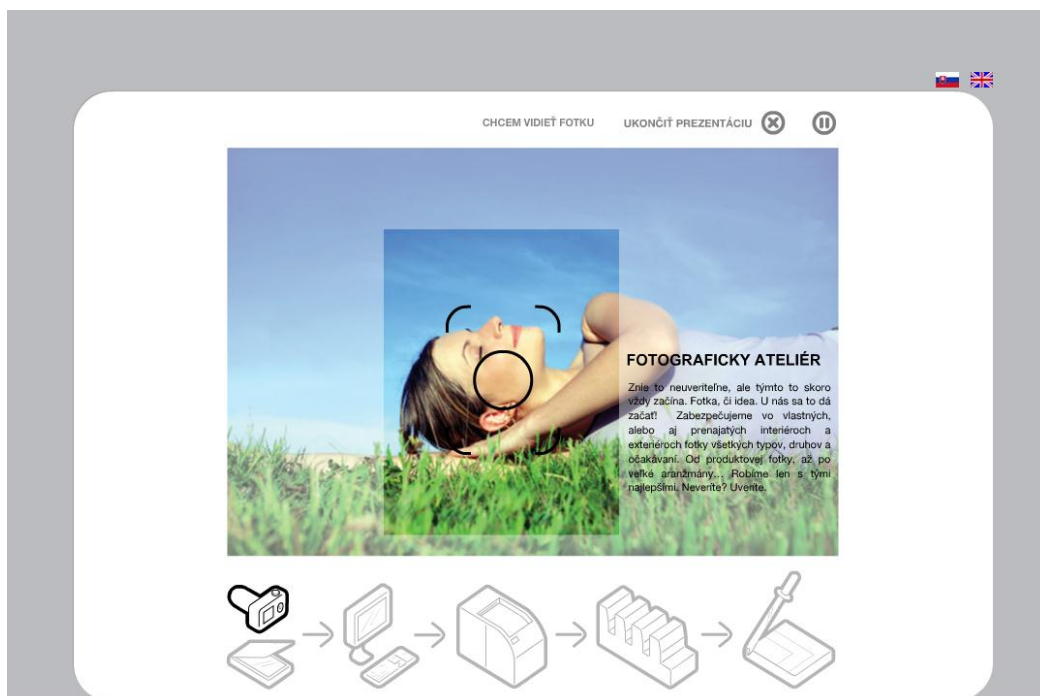 CHCEM VIDIEŤ FOTKU
UKONČIŤ PREZENTÁCIU
FOTOGRAFICKY ATELIÉR
Znie to neuveriteľne, ale týmto to skoro
vždy začína. Fotka, či idea. U nás sa to dá
začať! Zabezpečujeme vo vlastných,
alebo aj prenajatých interiéroch a
exteriéroch fotky všetkých typov, druhov a
očakávaní. Od produktovej fotky, až po
veľké aranžmány... Robíme len s tými
najlepšími. Neveríte? Uveríte.